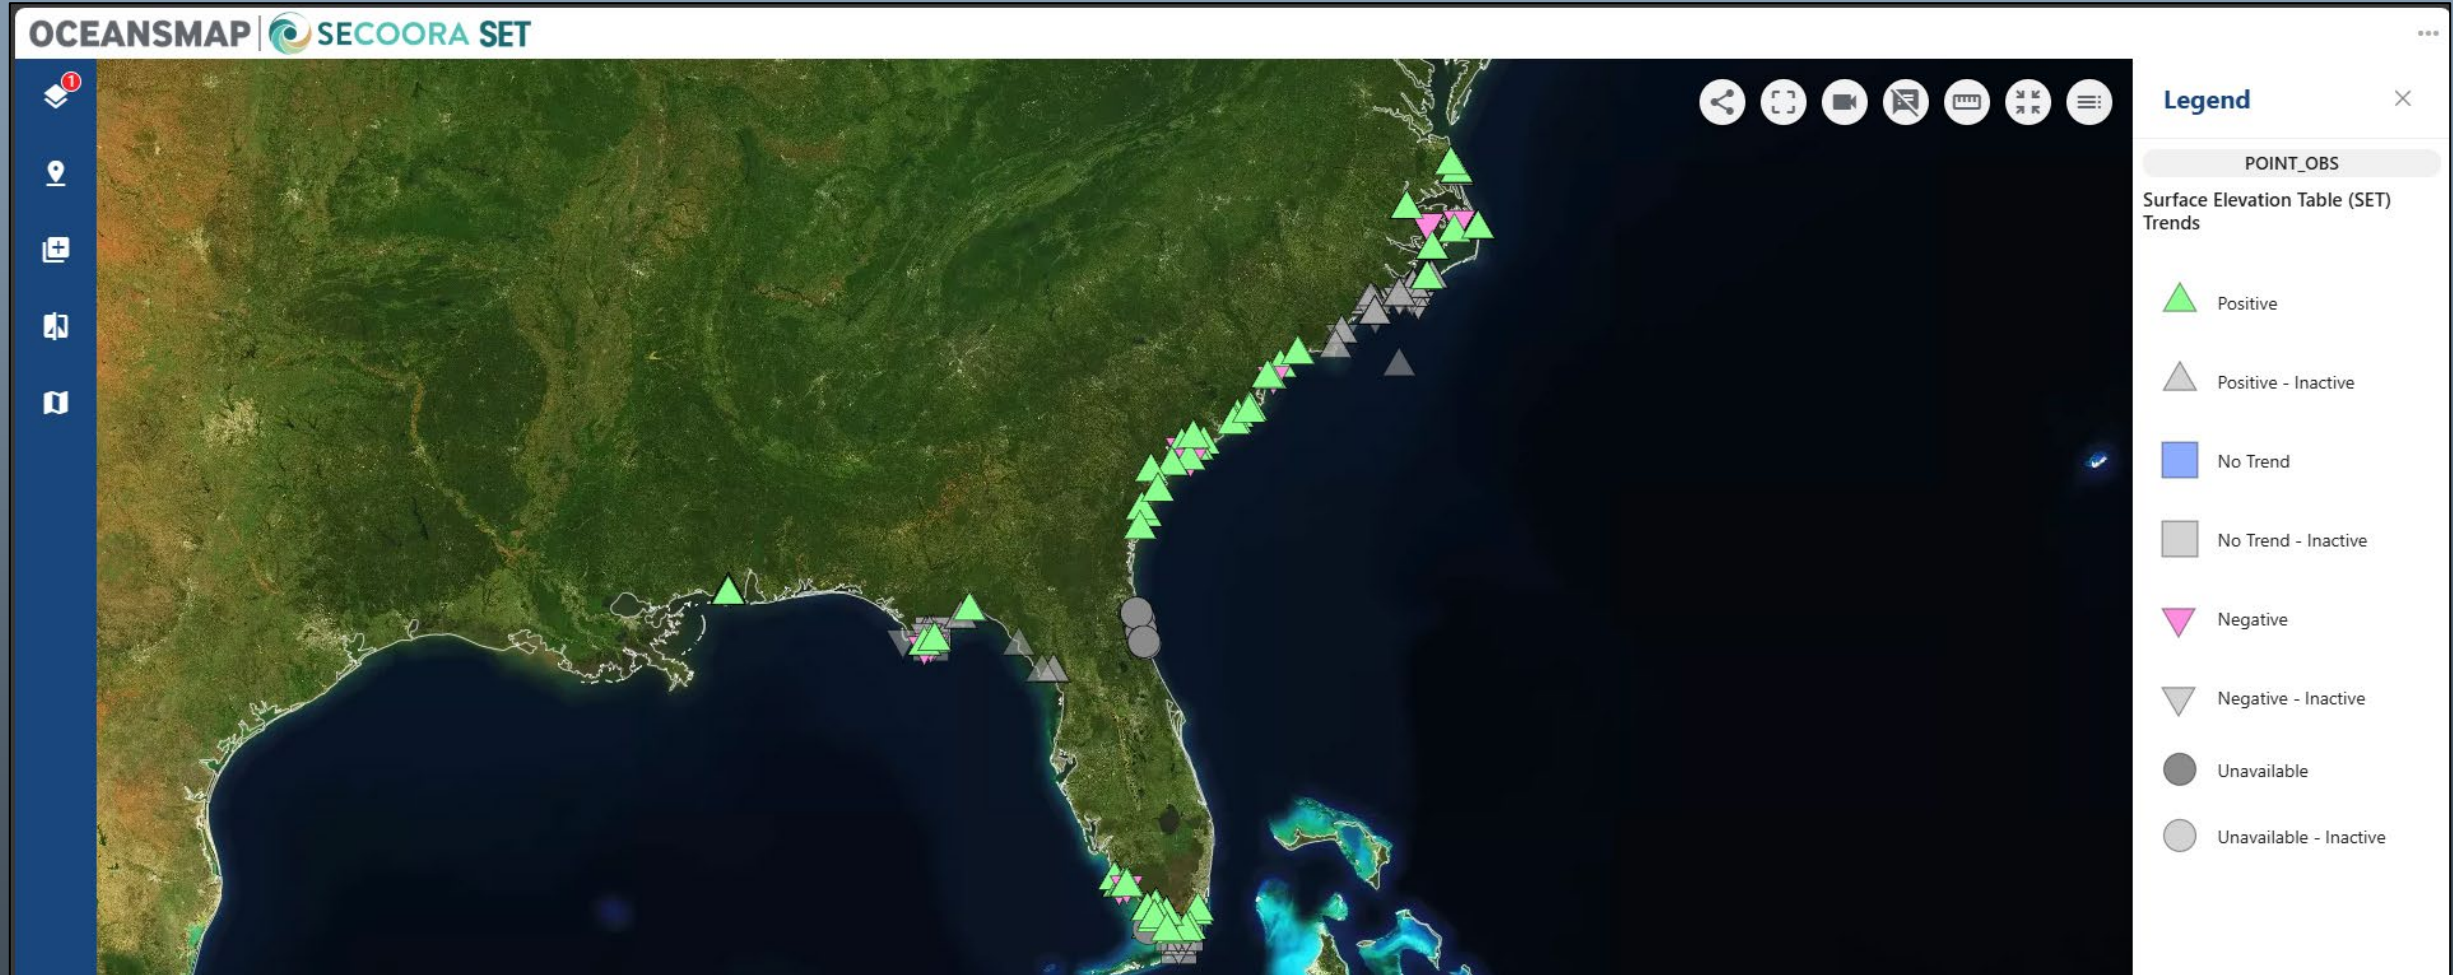 OCEANSMAP SECOORA SET
1
Legend
POINT_OBS
Surface Elevation Table (SET)
Trends
Positive
Positive - Inactive
No Trend
No Trend - Inactive
Negative
Negative - Inactive
Unavailable
Unavailable - Inactive